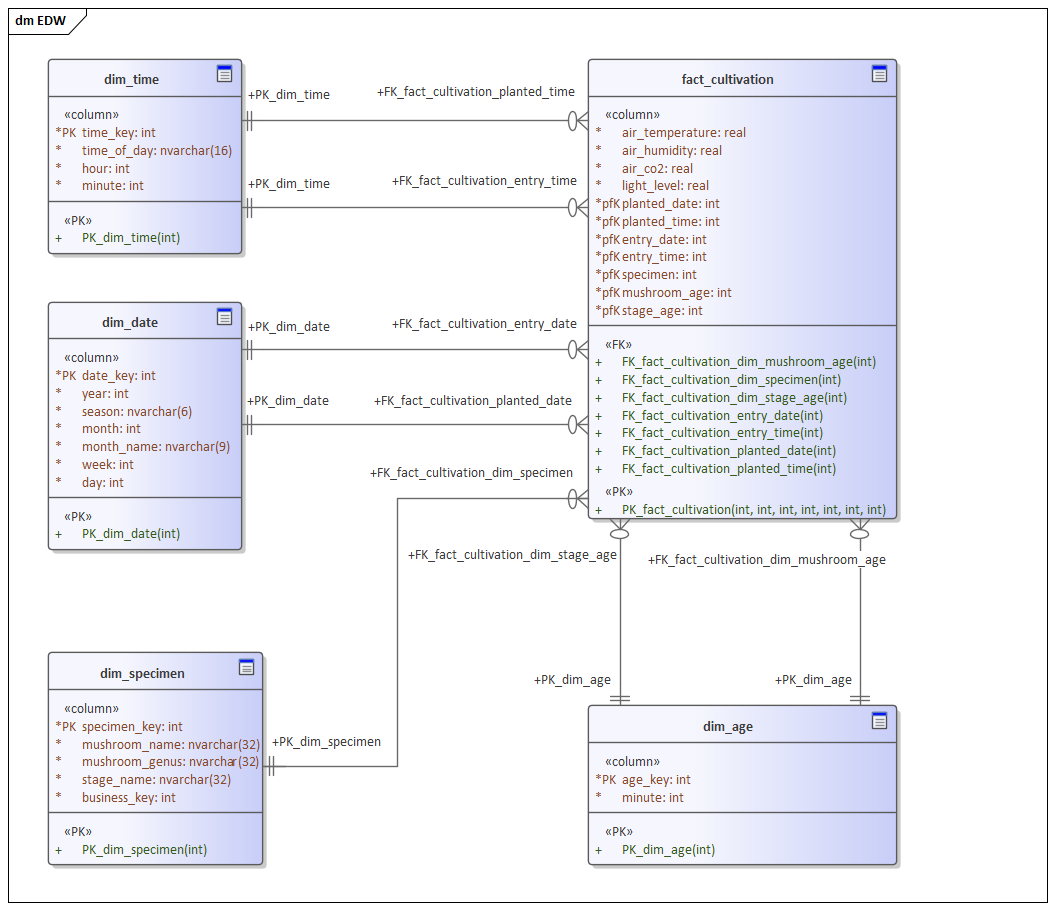 dm EDW
dim_time
«column»
*PK time_key: int
* time_of_day: nvarchar(16)
* hour: int
* minute: int
«PK»
+ PK_dim_time(int)
+PK_dim_time
+FK_fact_cultivation_planted_time
+PK_dim_time
+FK_fact_cultivation_entry_time
fact_cultivation
«column»
* air_temperature: real
* air_humidity: real
* air_co2: real
* light_level: real
*pfK planted_date: int
*pfK planted_time: int
*pfK entry_date: int
*pfK entry_time: int
*pfK specimen: int
*pfK mushroom_age: int
*pfK stage_age: int
«FK»
+ FK_fact_cultivation_dim_mushroom_age(int)
+ FK_fact_cultivation_dim_specimen(int)
+ FK_fact_cultivation_dim_stage_age(int)
+ FK_fact_cultivation_entry_date(int)
+ FK_fact_cultivation_entry_time(int)
+ FK_fact_cultivation_planted_date(int)
+ FK_fact_cultivation_planted_time(int)
«PK»
+ PK_fact_cultivation(int, int, int, int, int, int, int)
dim_date
«column»
*PK date_key: int
* year: int
* season: nvarchar(6)
* month: int
* month_name: nvarchar(9)
* week: int
* day: int
«PK»
+ PK_dim_date(int)
+PK_dim_date
+FK_fact_cultivation_entry_date
+PK_dim_date
+FK_fact_cultivation_planted_date
+FK_fact_cultivation_dim_specimen
+FK_fact_cultivation_dim_stage_age
+FK_fact_cultivation_dim_mushroom_age
dim_specimen
«column»
*PK specimen_key: int
* mushroom_name: nvarchar(32)
* mushroom_genus: nvarchar(32)
* stage_name: nvarchar(32)
* business_key: int
«PK»
+ PK_dim_specimen(int)
+PK_dim_specimen
+PK_dim_age
+PK_dim_age
dim_age
«column»
*PK age_key: int
* minute: int
«PK»
+ PK_dim_age(int)